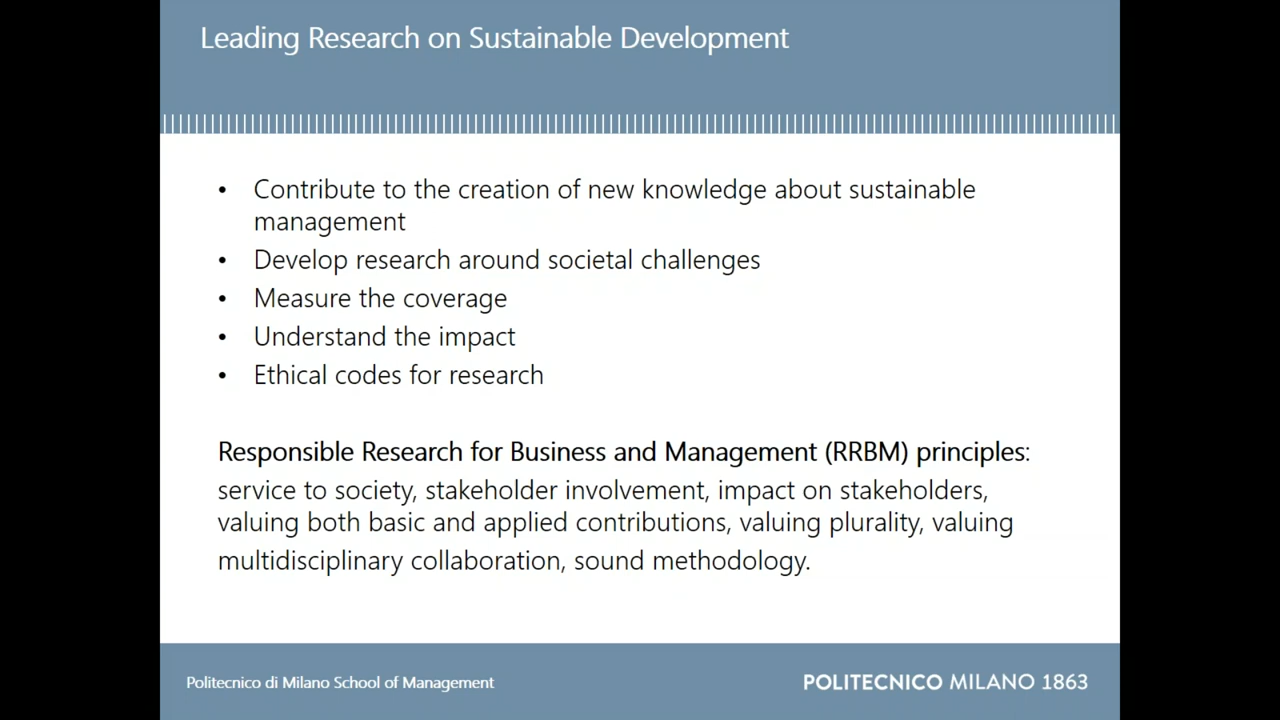 Leading Research on Sustainable Development
• Contribute to the creation of new knowledge about sustainable
management
• Develop research around societal challenges
• Measure the coverage
• Understand the impact
• Ethical codes for research
Responsible Research for Business and Management (RRBM) principles:
service to society, stakeholder involvement, impact on stakeholders,
valuing both basic and applied contributions, valuing plurality, valuing
multidisciplinary collaboration, sound methodology.
Politecnico di Milano School of Management
POLITECNICO MILANO 1863